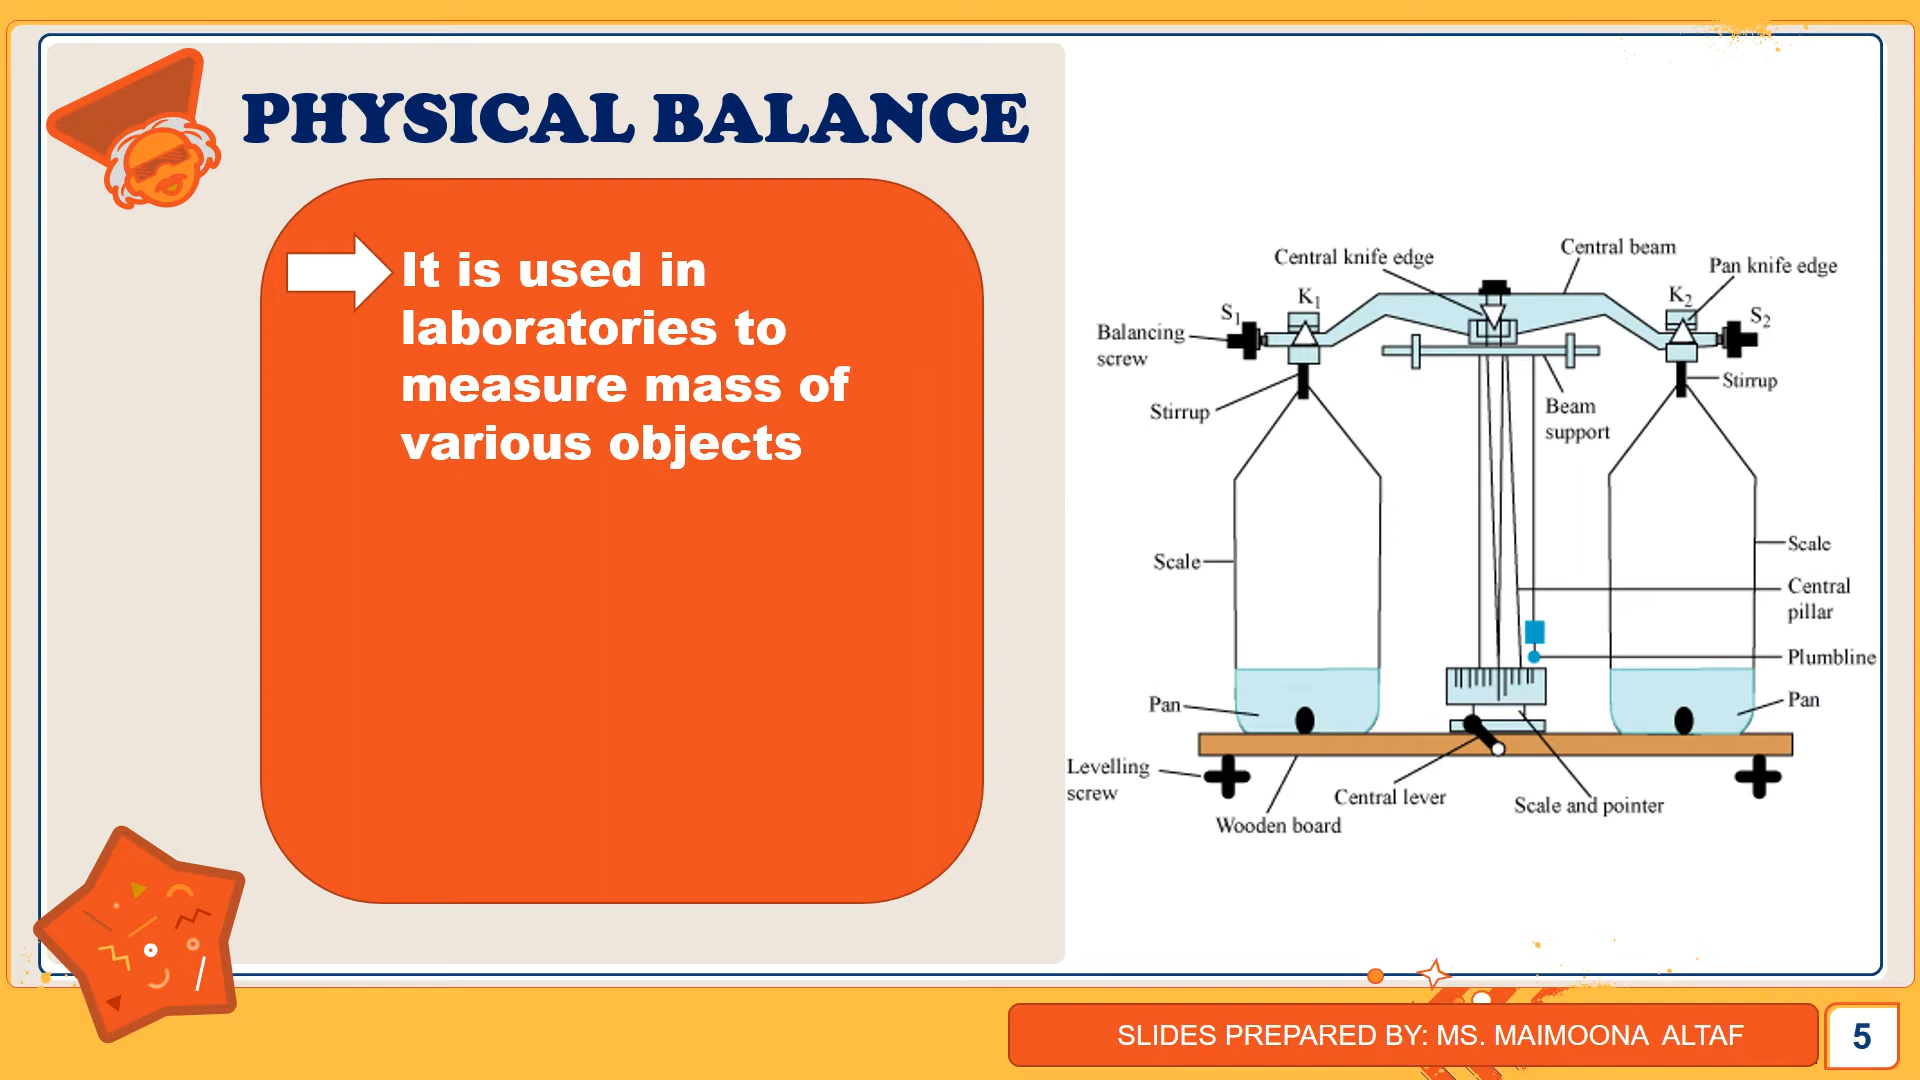 PHYSICAL BALANCE
It is used in
laboratories to
measure mass of
various objects
Central knife edge
Central beam
Pan knife edge
K1
K2
S1
S2
Balancing
screw
Stirrup
Stirrup
Beam
support
Scale
Scale
Central
pillar
Plumbline
Pan
Pan
Levelling
screw
Central lever
Scale and pointer
Wooden board
SLIDES PREPARED BY: MS. MAIMOONA ALTAF
5